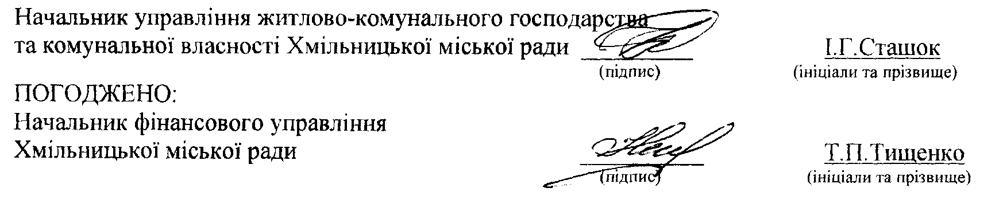 Начальник управління житлово-комунального господарства
та комунальної власності Хмільницької міської ради І.Г.Сташок
(підпис) (ініціали та прізвище)
ПОГОДЖЕНО:
Начальник фінансового управління
Хмільницької міської ради Т.П.Тищенко
(підпис) (ініціали та прізвище)